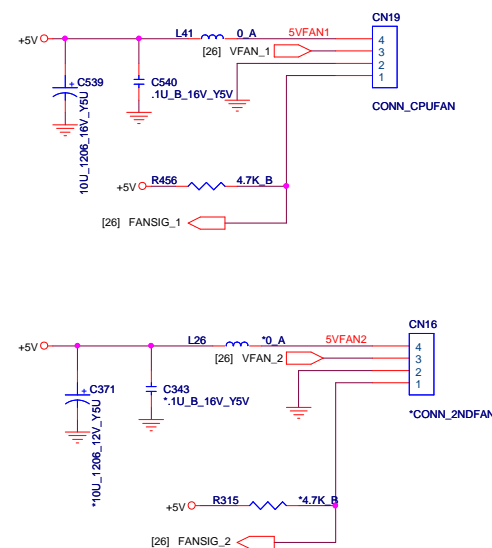 CN19
L41 0_A 5VFAN1
+5V
4
[26] VFAN_1 3
2
1
C539 C540
.1U_B_16V_Y5V
10U_1206_16V_Y5U
CONN_CPUFAN
+5V R456 4.7K_B
[26] FANSIG_1
CN16
L26 *0_A 5VFAN2
+5V
4
[26] VFAN_2 3
2
1
C371 C343
*.1U_B_16V_Y5V
*10U_1206_12V_Y5U
*CONN_2NDFAN
+5V R315 *4.7K_B
[26] FANSIG_2